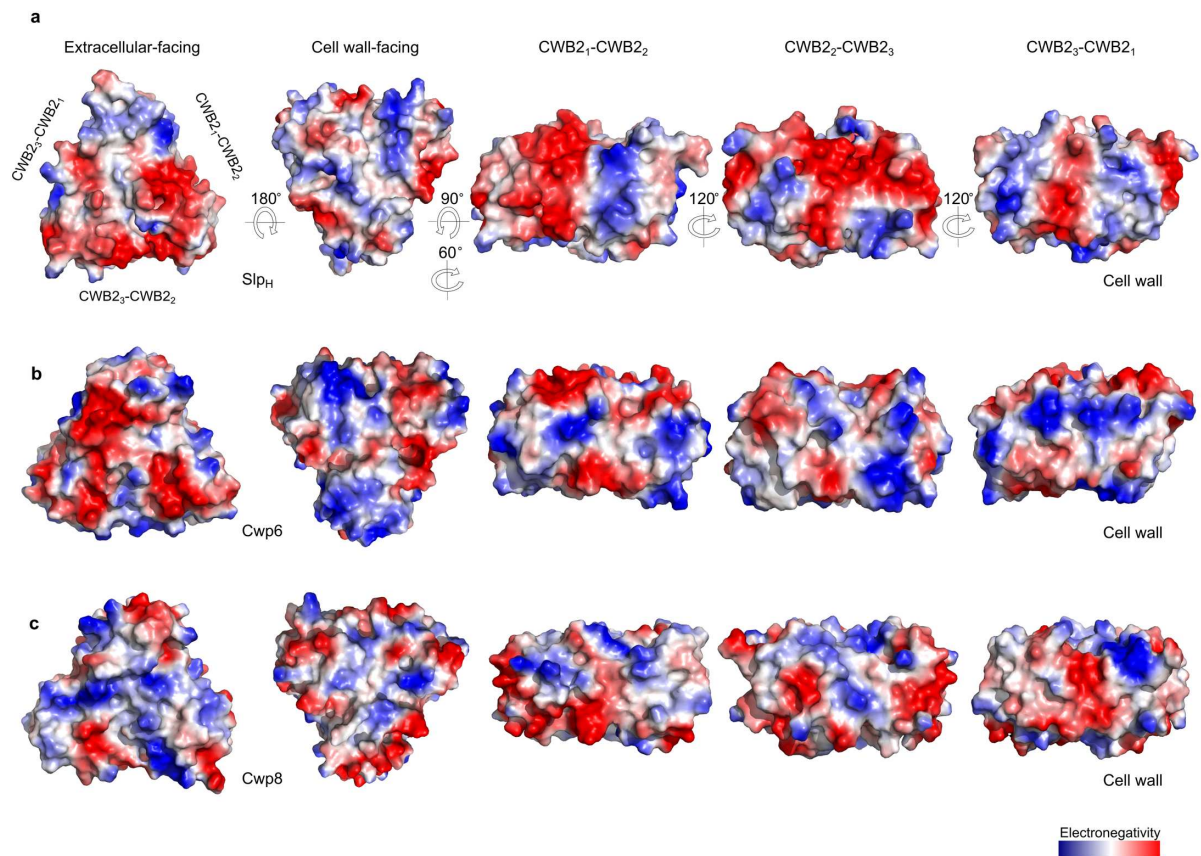 a
Extracellular-facing
Cell wall-facing
CWB2₁-CWB2₂
CWB2₂-CWB2₃
CWB2₃-CWB2₁
CWB2₃-CWB2₁
CWB2₁-CWB2₂
180°
90°
120°
120°
60°
CWB2₃-CWB2₂
Slp_H
Cell wall
b
Cwp6
Cell wall
c
Cwp8
Cell wall
Electronegativity